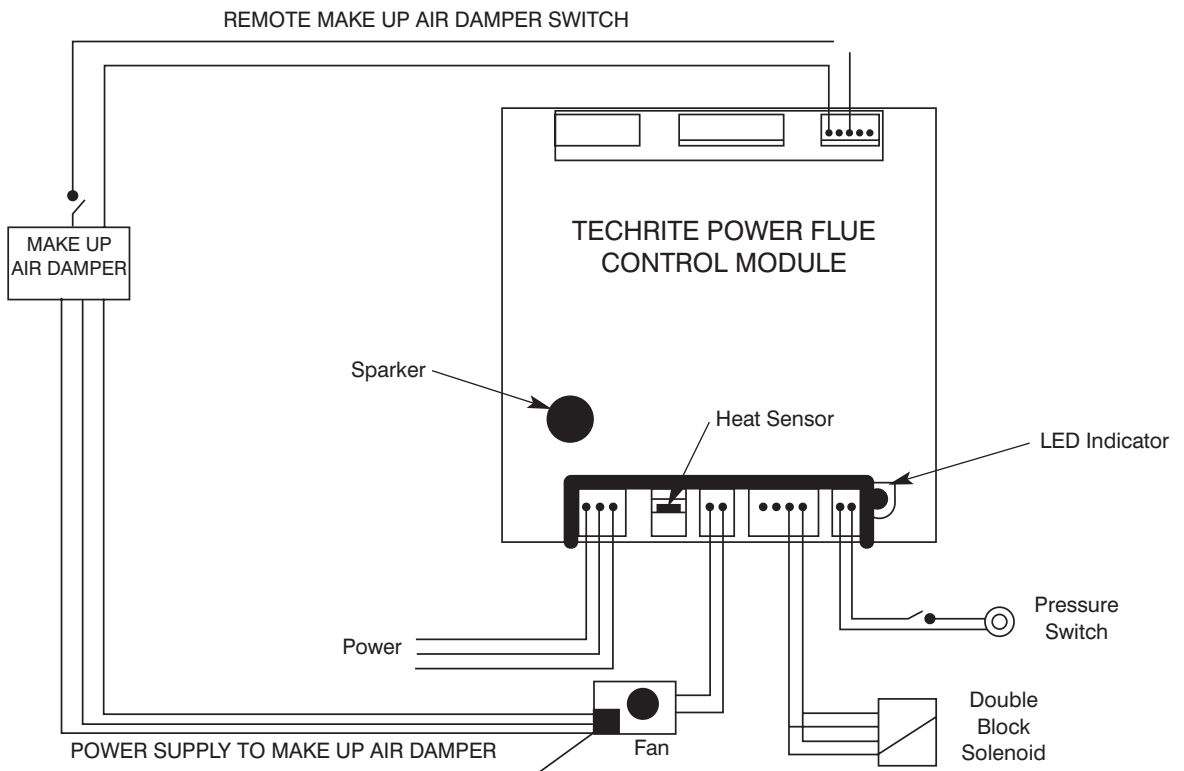 REMOTE MAKE UP AIR DAMPER SWITCH
MAKE UP
AIR DAMPER
TECHRITE POWER FLUE
CONTROL MODULE
Sparker
Heat Sensor
LED Indicator
Power
Pressure
Switch
Fan
POWER SUPPLY TO MAKE UP AIR DAMPER
Double
Block
Solenoid